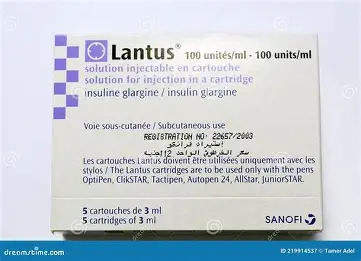 Lantus® 100 unités/ml - 100 units/ml
solution injectable en cartouche
solution for injection in a cartridge
insuline glargine / insulin glargine
Voie sous-cutanée / Subcutaneous use
REGISTRATION NO: 22657/2003
Les cartouches Lantus doivent être utilisées uniquement avec les
stylos / The Lantus cartridges are to be used only with the pens
OptiPen, ClikSTAR, Tactipen, Autopen 24, AllStar, JuniorSTAR.
5 cartouches de 3 ml
5 cartridges of 3 ml
SANOFI
dreamstime.com
ID 219914537 © Tamer Adel